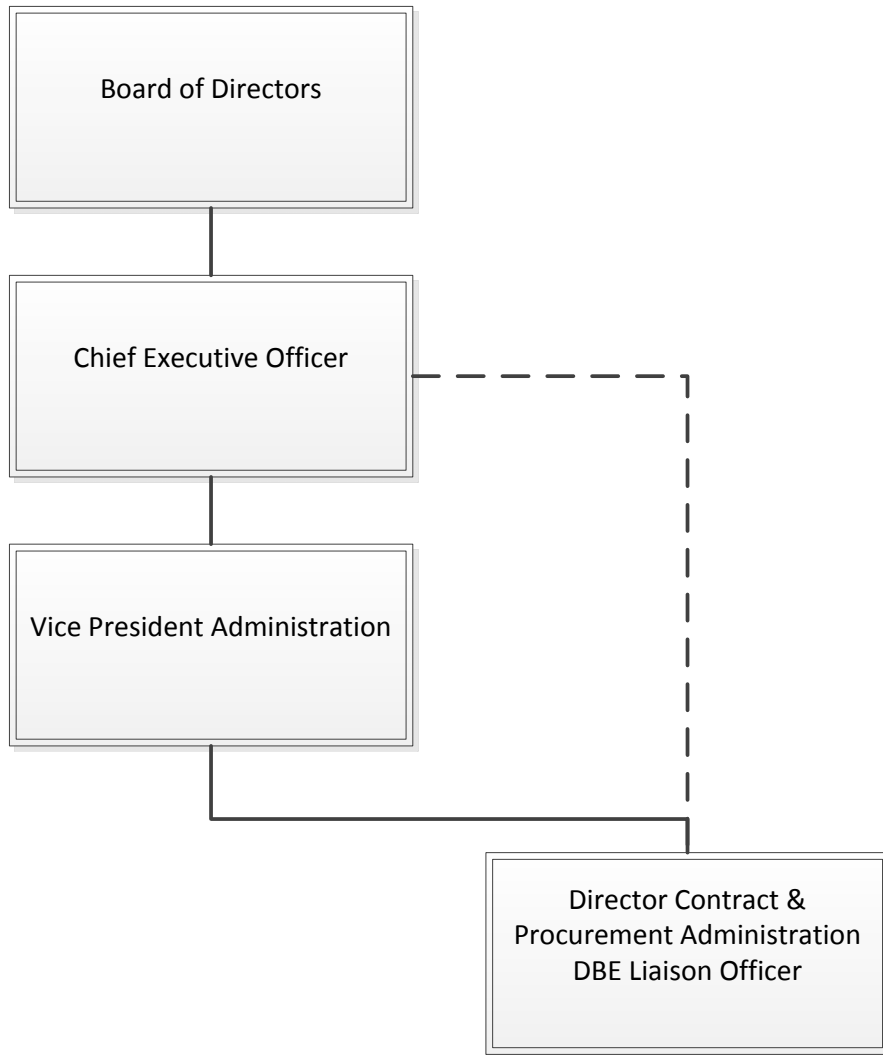 Board of Directors
Chief Executive Officer
Vice President Administration
Director Contract &
Procurement Administration
DBE Liaison Officer